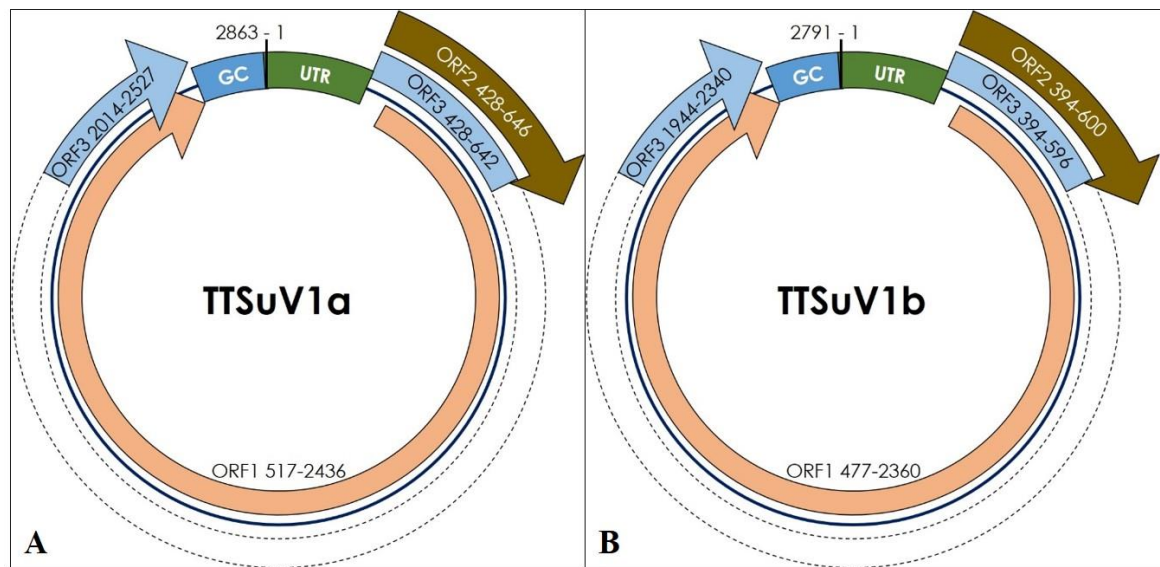 2863 - 1
GC
UTR
ORF2 428-646
ORF3 428-642
ORF3 2014-2527
TTSuV1a
ORF1 517-2436
A
2791 - 1
GC
UTR
ORF2 394-600
ORF3 394-596
ORF3 1944-2340
TTSuV1b
ORF1 477-2360
B